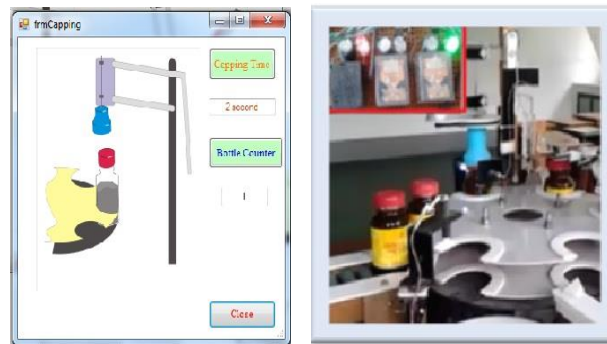 frmCapping
Capping Time
2 second
Bottle Counter
1
Close